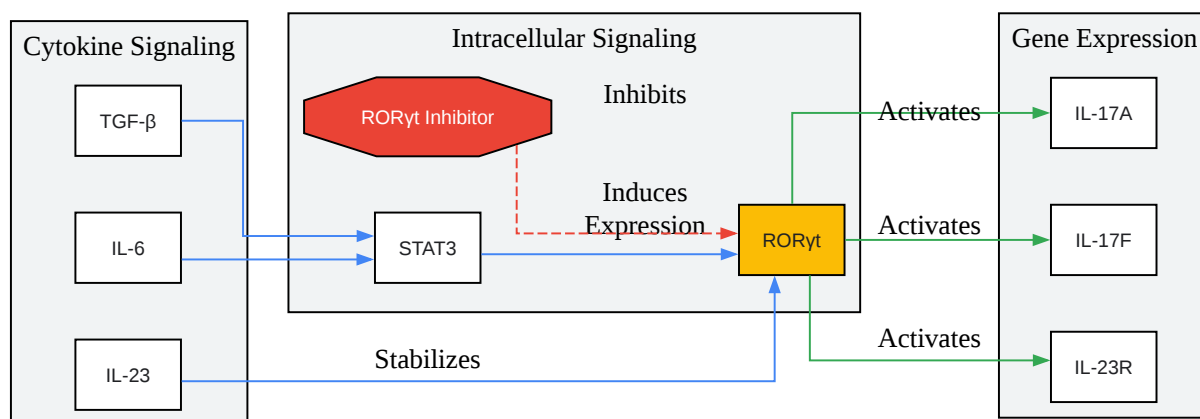 Cytokine Signaling
TGF-β
IL-6
IL-23
Intracellular Signaling
RORγt Inhibitor
Inhibits
Induces
Expression
STAT3
RORγt
Stabilizes
Activates
Activates
Activates
Gene Expression
IL-17A
IL-17F
IL-23R